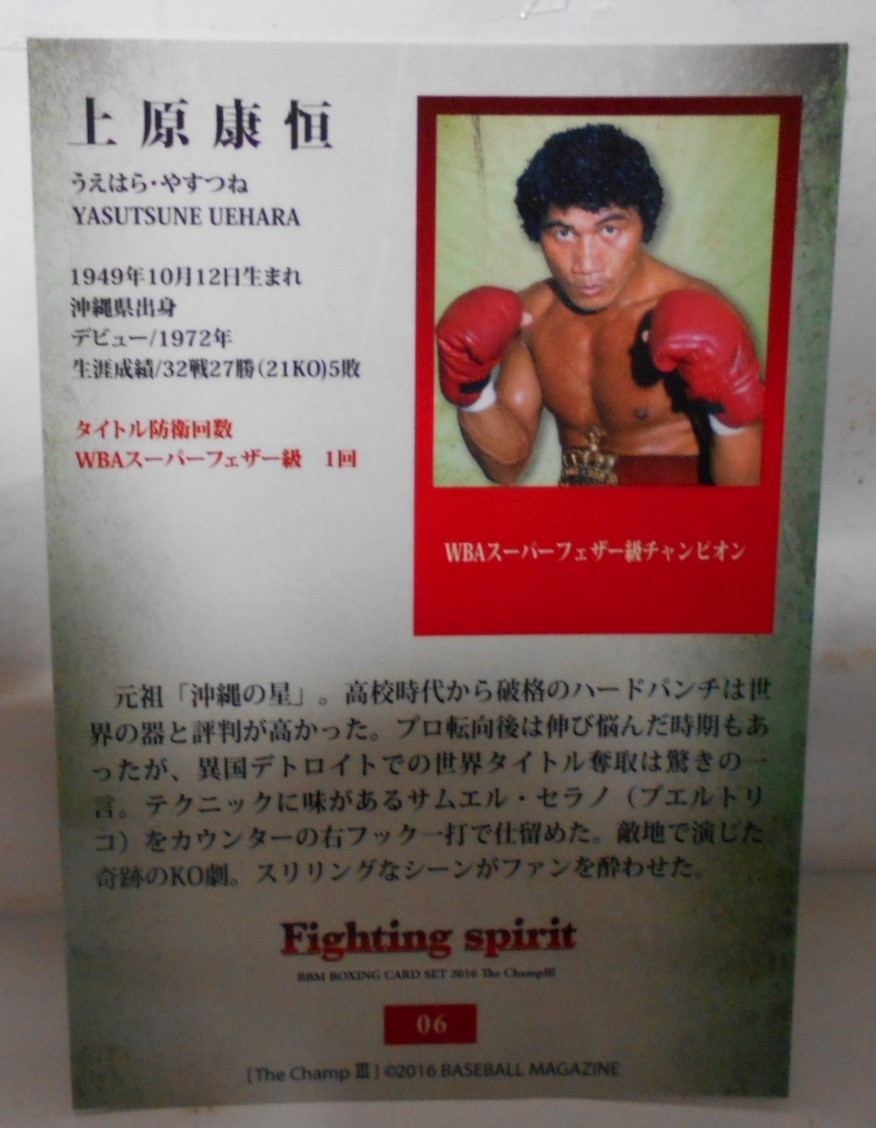 上原康恒
うえはら・やすつね
YASUTSUNE UEHARA
1949年10月12日生まれ
沖縄県出身
デビュー/1972年
生涯成績/32戦27勝(21KO)5敗
タイトル防衛回数
WBAスーパーフェザー級　1回
WBAスーパーフェザー級チャンピオン
元祖「沖縄の星」。高校時代から破格のハードパンチは世
界の器と評判が高かった。プロ転向後は伸び悩んだ時期もあ
ったが、異国デトロイトでの世界タイトル奪取は驚きの一
言。テクニックに味があるサムエル・セラノ（プエルトリ
コ）をカウンターの右フック一打で仕留めた。敵地で演じた
奇跡のKO劇。スリリングなシーンがファンを酔わせた。
Fighting spirit
BBM BOXING CARD SET 2016 The ChampⅢ
06
[The Champ Ⅲ] ©2016 BASEBALL MAGAZINE